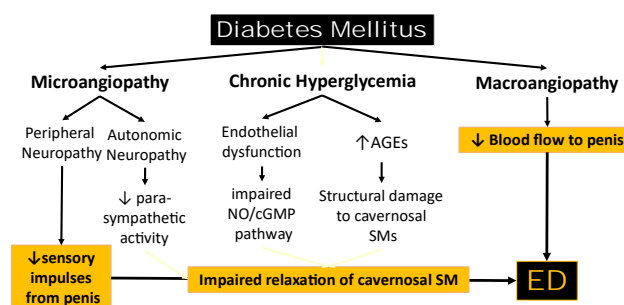 Diabetes Mellitus
Microangiopathy
Chronic Hyperglycemia
Macroangiopathy
Peripheral
Neuropathy
Autonomic
Neuropathy
Endothelial
dysfunction
↑AGEs
↓ Blood flow to penis
↓ para-
sympathetic
activity
impaired
NO/cGMP
pathway
Structural damage
to cavernosal
SMs
↓sensory
impulses
from penis
Impaired relaxation of cavernosal SM
ED